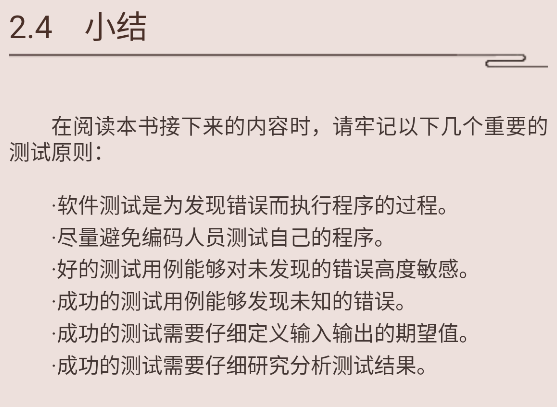 2.4 小结
在阅读本书接下来的内容时，请牢记以下几个重要的
测试原则：
·软件测试是为发现错误而执行程序的过程。
·尽量避免编码人员测试自己的程序。
·好的测试用例能够对未发现的错误高度敏感。
·成功的测试用例能够发现未知的错误。
·成功的测试需要仔细定义输入输出的期望值。
·成功的测试需要仔细研究分析测试结果。